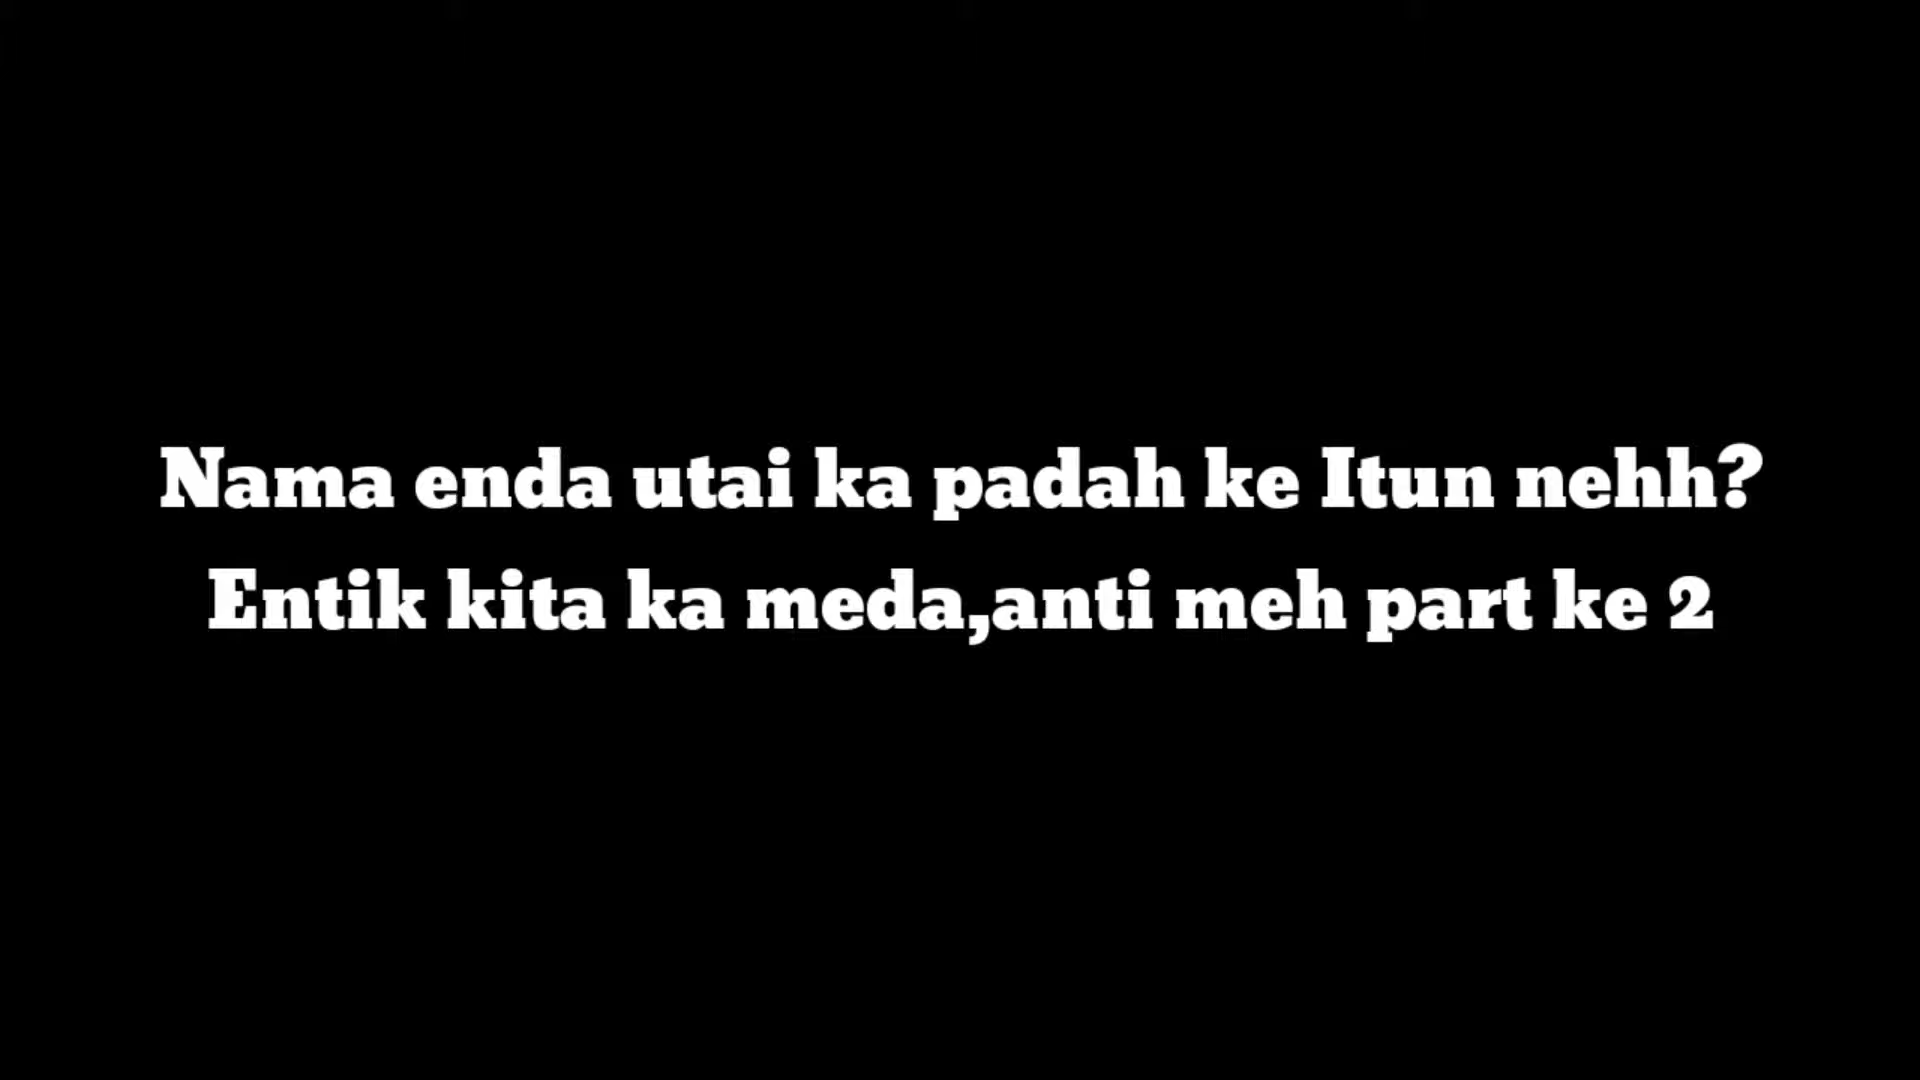 Nama enda utai ka padah ke Itun nehh?
Entik kita ka meda,anti meh part ke 2